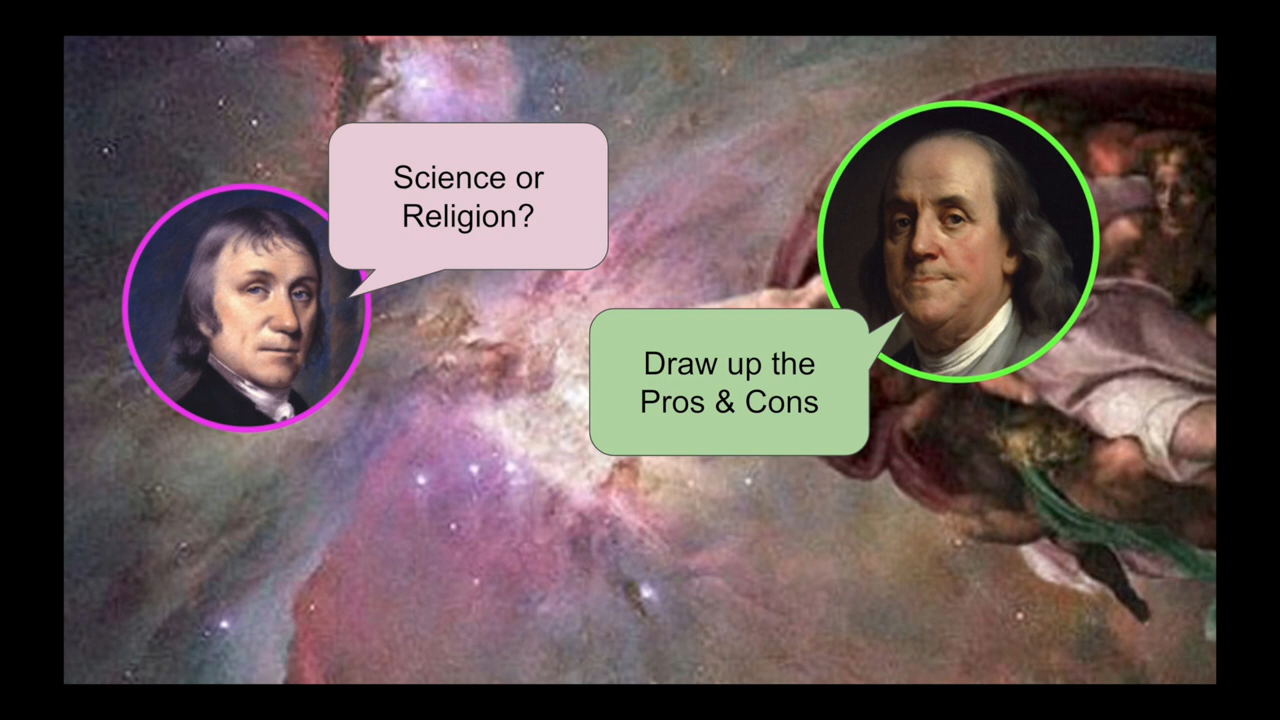 Science or
Religion?
Draw up the
Pros & Cons